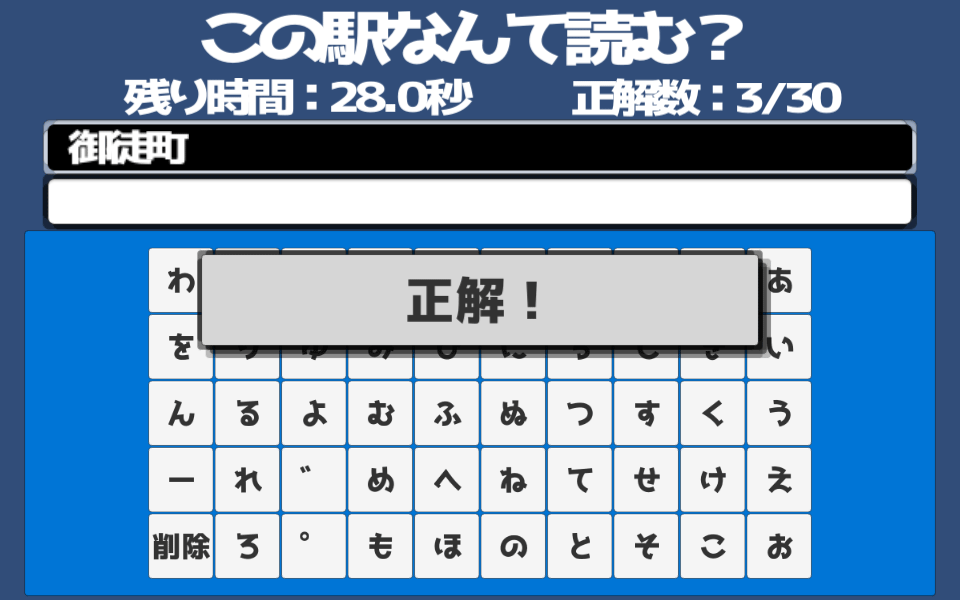 この駅なんて読む？
残り時間：28.0秒 正解数：3/30
御徒町
正解！
わ あ
を い
ん る よ む ふ ぬ つ す く う
ー れ ゛ め へ ね て せ け え
削除 ろ ゜ も ほ の と そ こ お